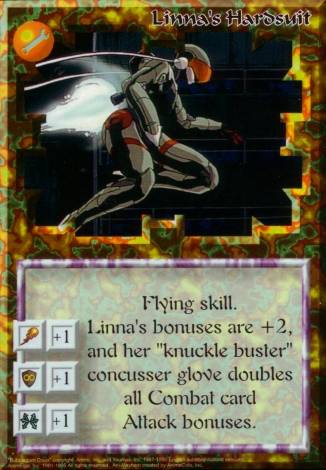 Linna's Hardsuit
Flying skill.
Linna's bonuses are +2,
and her "knuckle buster"
concusser glove doubles
all Combat card
Attack bonuses.
+1
+1
+1